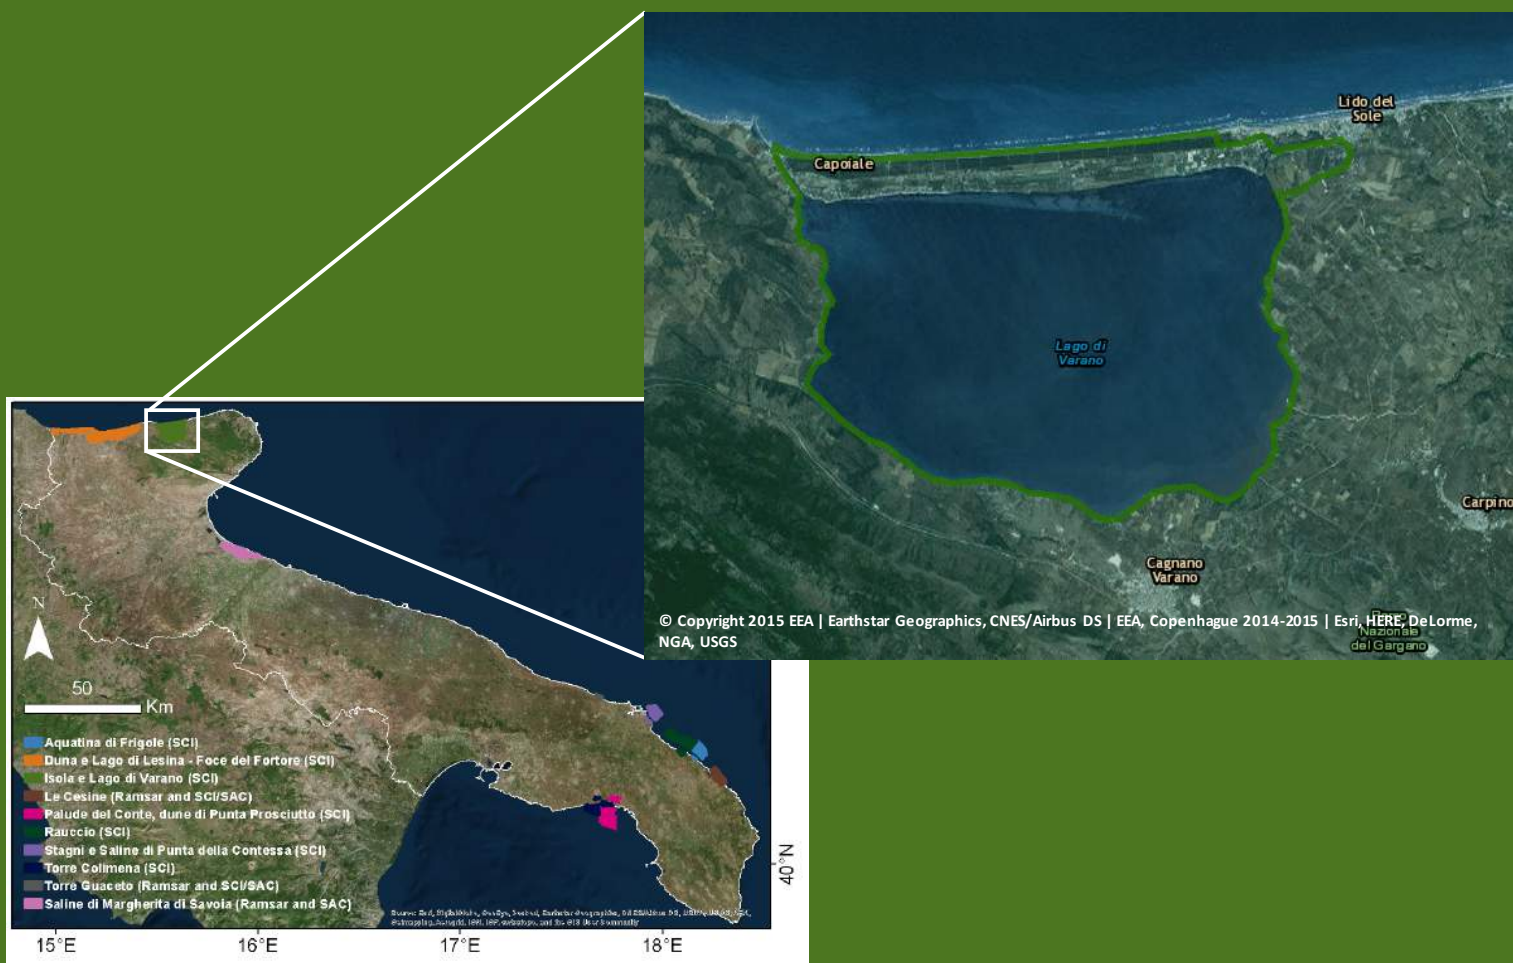 Lido del
Sole
Capoiale
Lago di
Varano
Carpino
Cagnano
Varano
© Copyright 2015 EEA | Earthstar Geographics, CNES/Airbus DS | EEA, Copenhague 2014-2015 | Esri, HERE, DeLorme,
NGA, USGS
Nazionale
del Gargano
N
50
Km
Aquatina di Frigole (SCI)
Duna e Lago di Lesina - Foce del Fortore (SCI)
Isola e Lago di Varano (SCI)
Le Cesine (Ramsar and SCI/SAC)
Palude del Conte, dune di Punta Prosciutto (SCI)
Rauccio (SCI)
Stagni e Saline di Punta della Contessa (SCI)
Torre Colimena (SCI)
Torre Guaceto (Ramsar and SCI/SAC)
Saline di Margherita di Savoia (Ramsar and SAC)
40°N
15°E
16°E
17°E
18°E